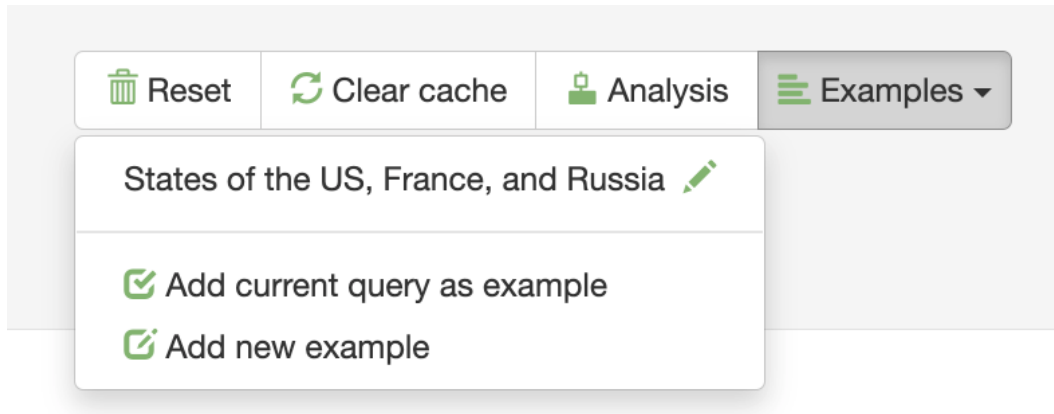 Reset Clear cache Analysis Examples
States of the US, France, and Russia
Add current query as example
Add new example